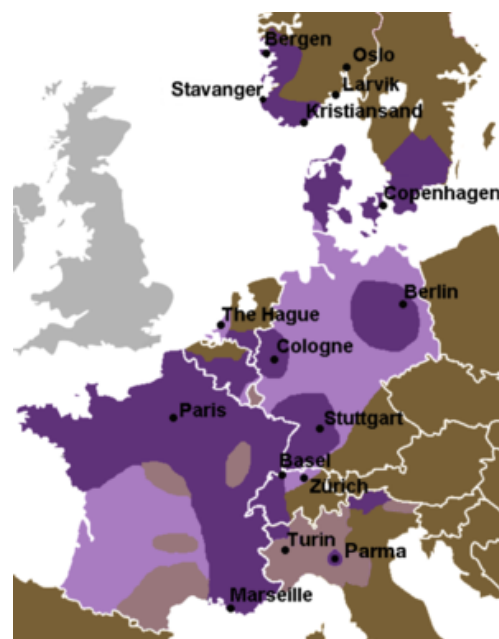 Bergen
Oslo
Stavanger
Larvik
Kristiansand
Copenhagen
Berlin
The Hague
Cologne
Paris
Stuttgart
Basel
Zürich
Turin
Parma
Marseille